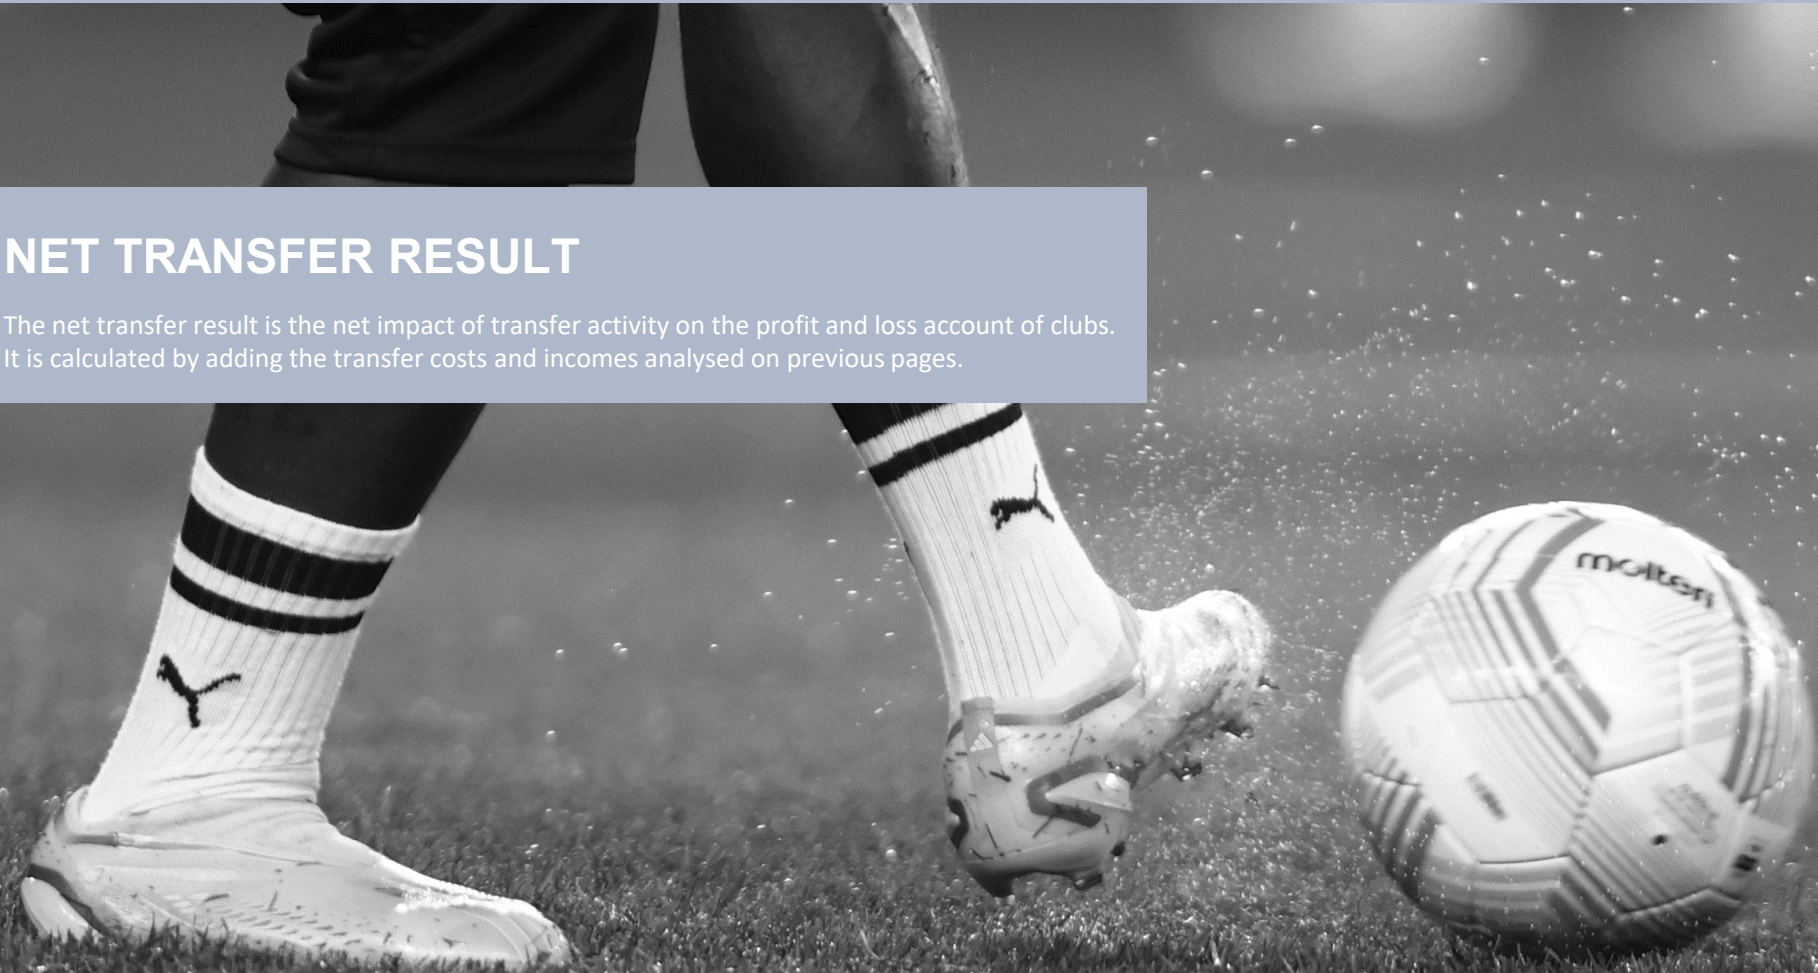 NET TRANSFER RESULT
The net transfer result is the net impact of transfer activity on the profit and loss account of clubs.
It is calculated by adding the transfer costs and incomes analysed on previous pages.
molten